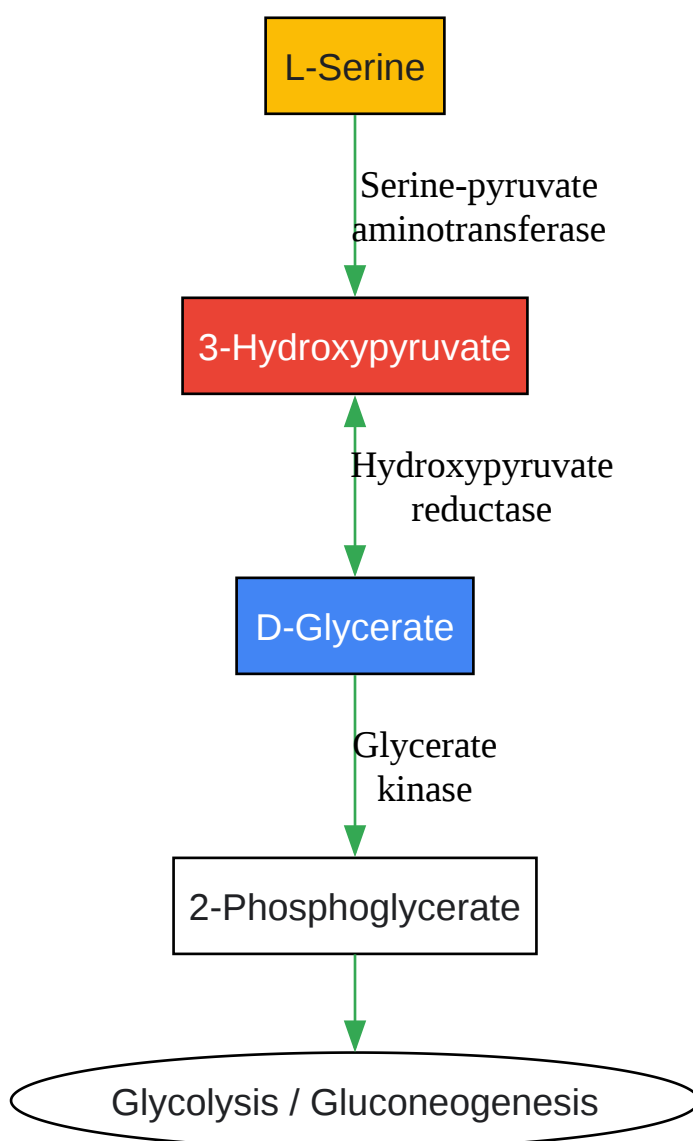 L-Serine
Serine-pyruvate
aminotransferase
3-Hydroxypyruvate
Hydroxypyruvate
reductase
D-Glycerate
Glycerate
kinase
2-Phosphoglycerate
Glycolysis / Gluconeogenesis